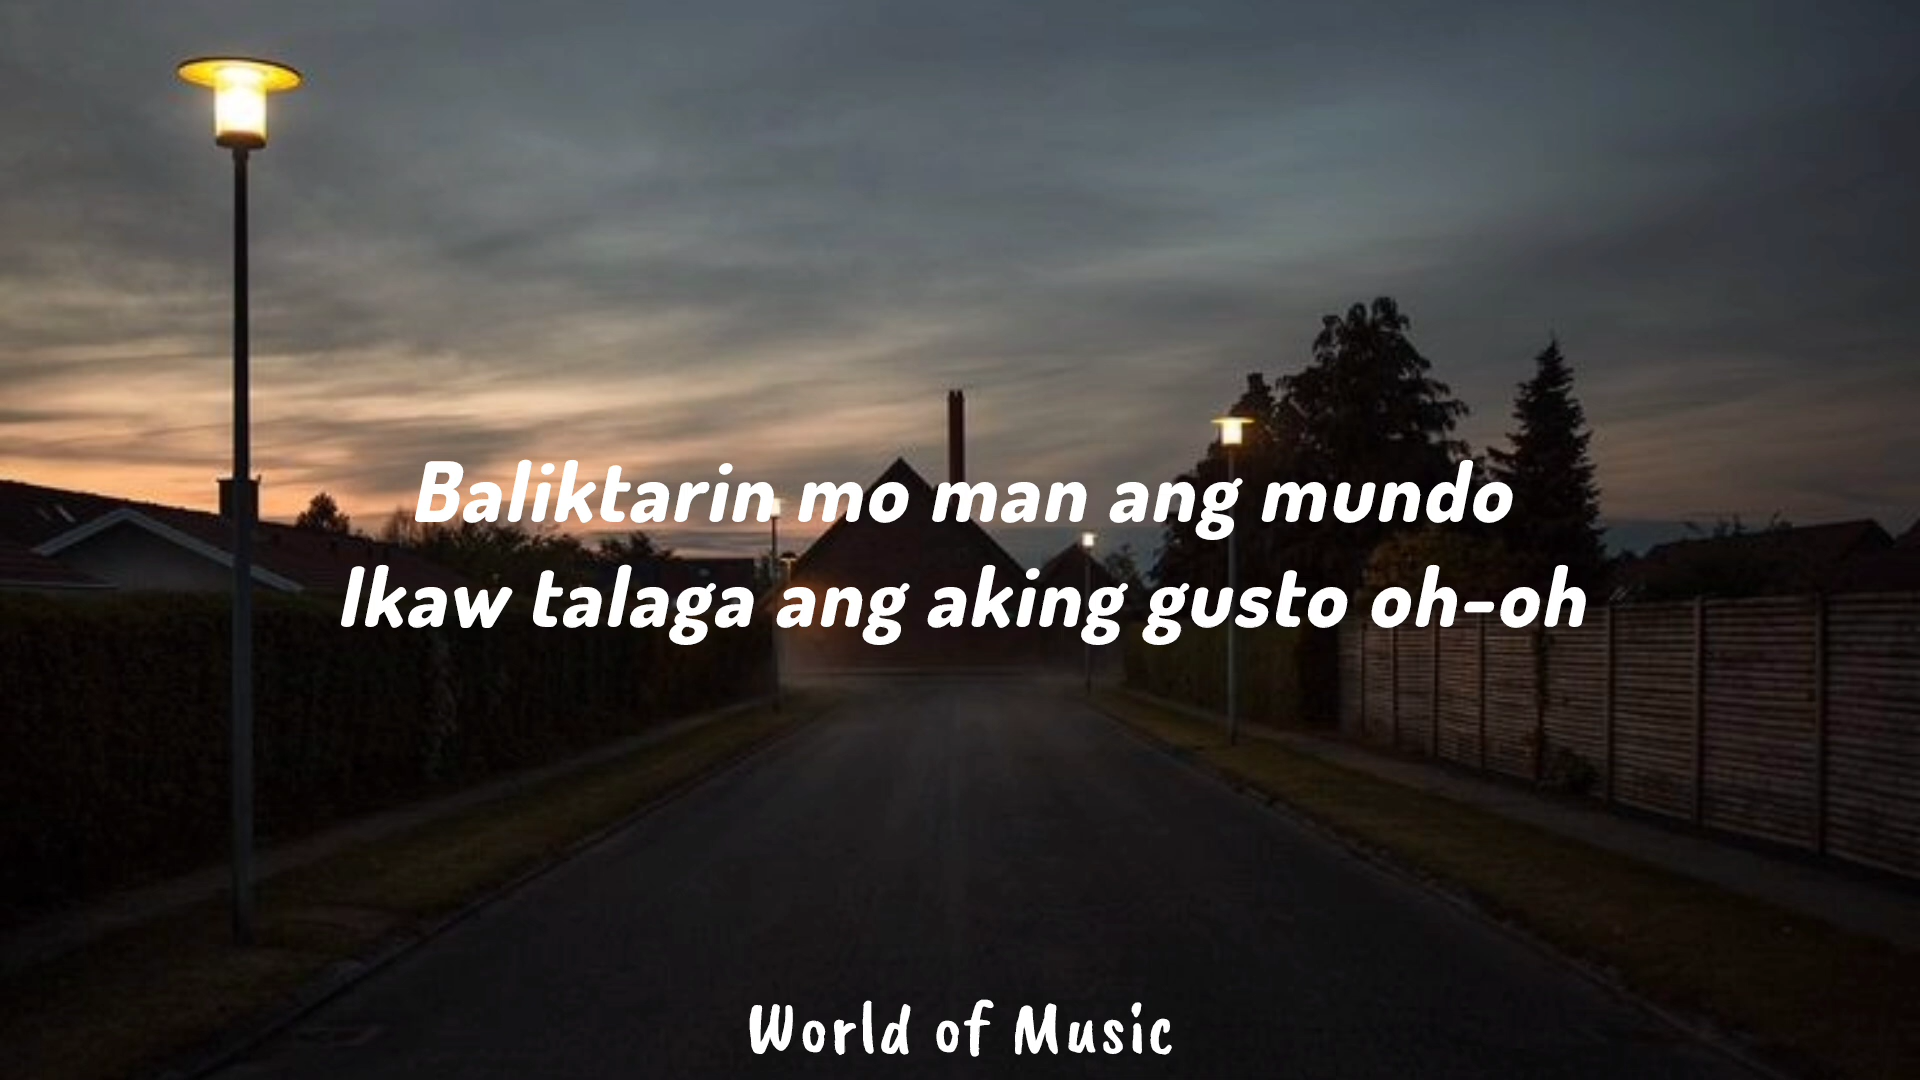 Baliktarin mo man ang mundo
Ikaw talaga ang aking gusto oh-oh
World of Music